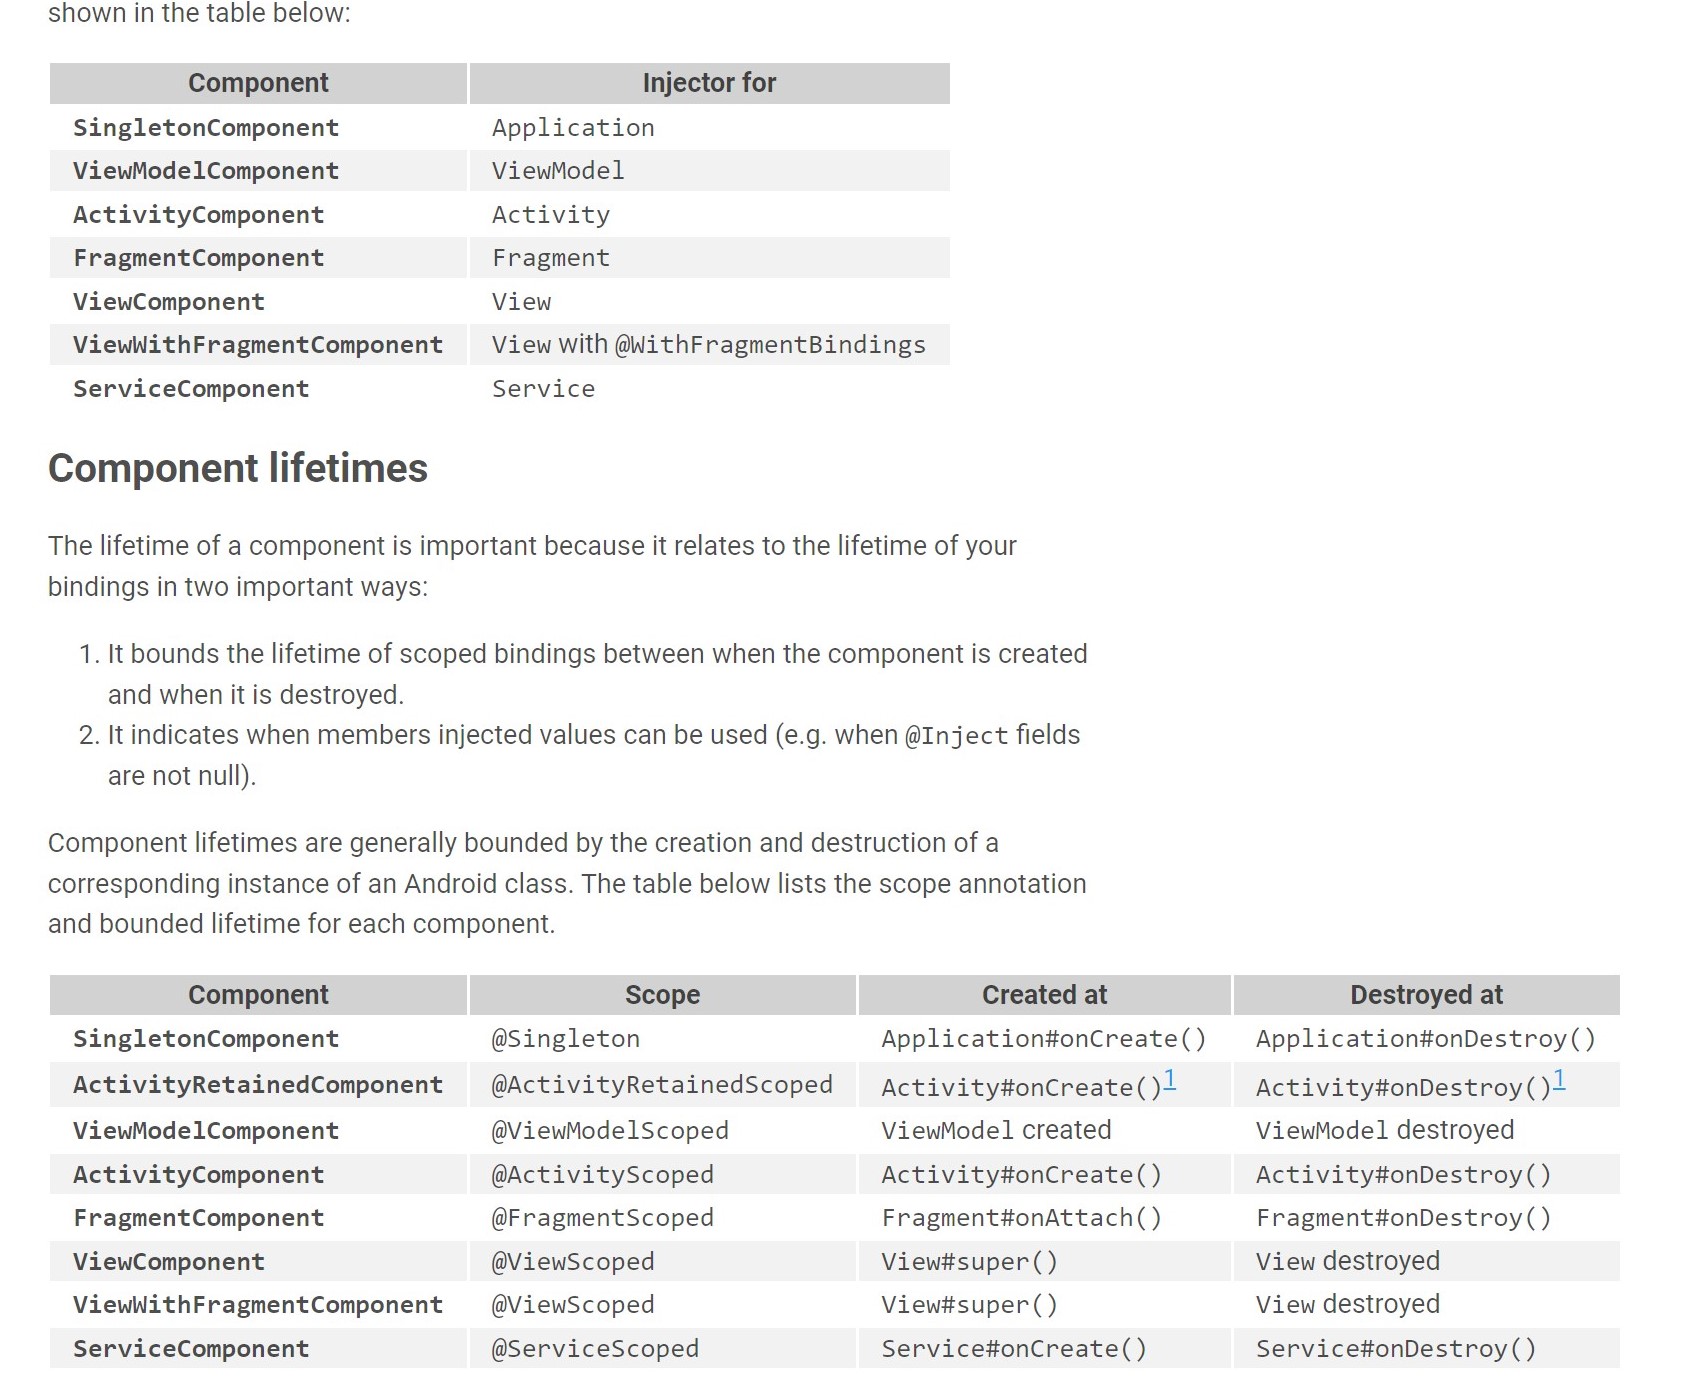 shown in the table below:
Component Injector for
SingletonComponent Application
ViewModelComponent ViewModel
ActivityComponent Activity
FragmentComponent Fragment
ViewComponent View
ViewWithFragmentComponent View with @WithFragmentBindings
ServiceComponent Service
Component lifetimes
The lifetime of a component is important because it relates to the lifetime of your
bindings in two important ways:
1. It bounds the lifetime of scoped bindings between when the component is created
and when it is destroyed.
2. It indicates when members injected values can be used (e.g. when @Inject fields
are not null).
Component lifetimes are generally bounded by the creation and destruction of a
corresponding instance of an Android class. The table below lists the scope annotation
and bounded lifetime for each component.
Component Scope Created at Destroyed at
SingletonComponent @Singleton Application#onCreate() Application#onDestroy()
ActivityRetainedComponent @ActivityRetainedScoped Activity#onCreate()1 Activity#onDestroy()1
ViewModelComponent @ViewModelScoped ViewModel created ViewModel destroyed
ActivityComponent @ActivityScoped Activity#onCreate() Activity#onDestroy()
FragmentComponent @FragmentScoped Fragment#onAttach() Fragment#onDestroy()
ViewComponent @ViewScoped View#super() View destroyed
ViewWithFragmentComponent @ViewScoped View#super() View destroyed
ServiceComponent @ServiceScoped Service#onCreate() Service#onDestroy()